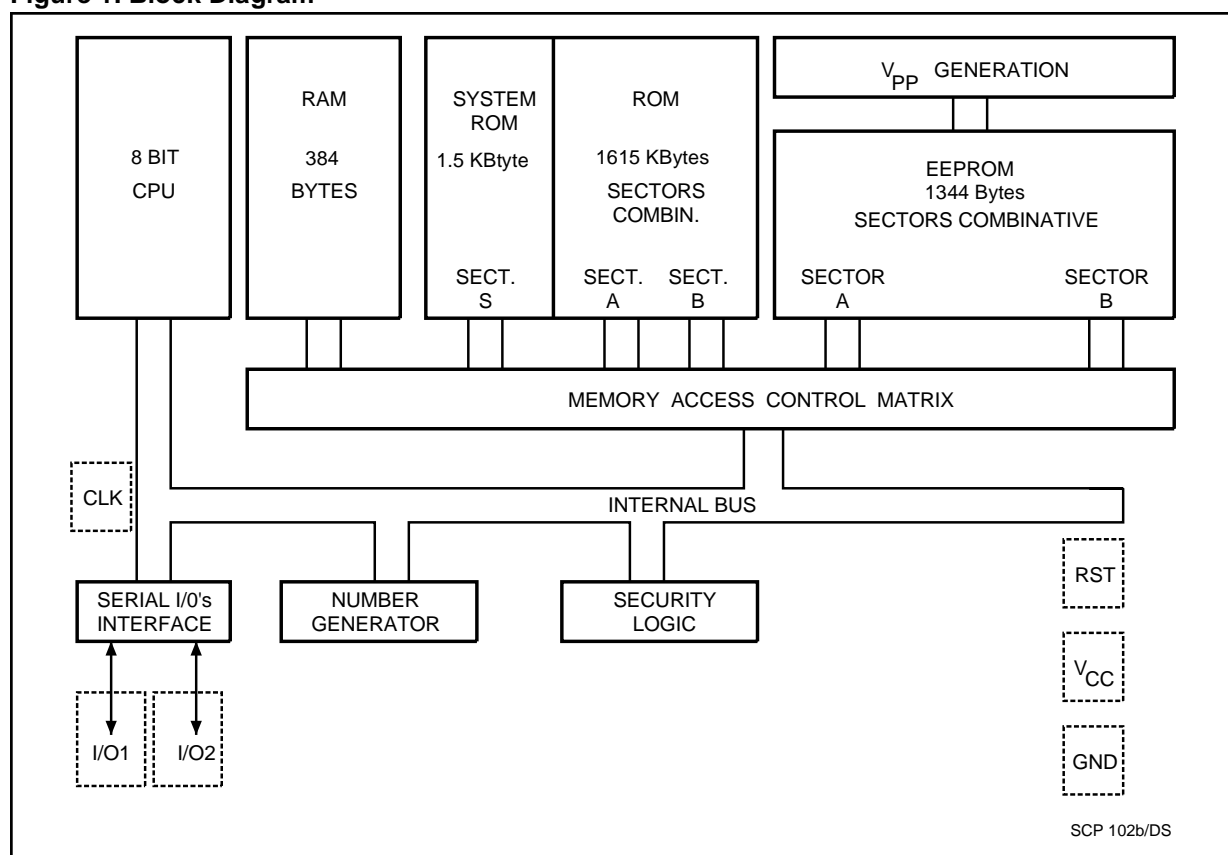 Figure 1. Block Diagram
8 BIT
CPU
RAM
384
BYTES
SYSTEM
ROM
1.5 KBtyte
SECT.
S
ROM
1615 KBytes
SECTORS
COMBIN.
SECT.
A
SECT.
B
VPP GENERATION
EEPROM
1344 Bytes
SECTORS COMBINATIVE
SECTOR
A
SECTOR
B
MEMORY ACCESS CONTROL MATRIX
CLK
INTERNAL BUS
SERIAL I/0's
INTERFACE
NUMBER
GENERATOR
SECURITY
LOGIC
RST
VCC
I/O1
I/O2
GND
SCP 102b/DS